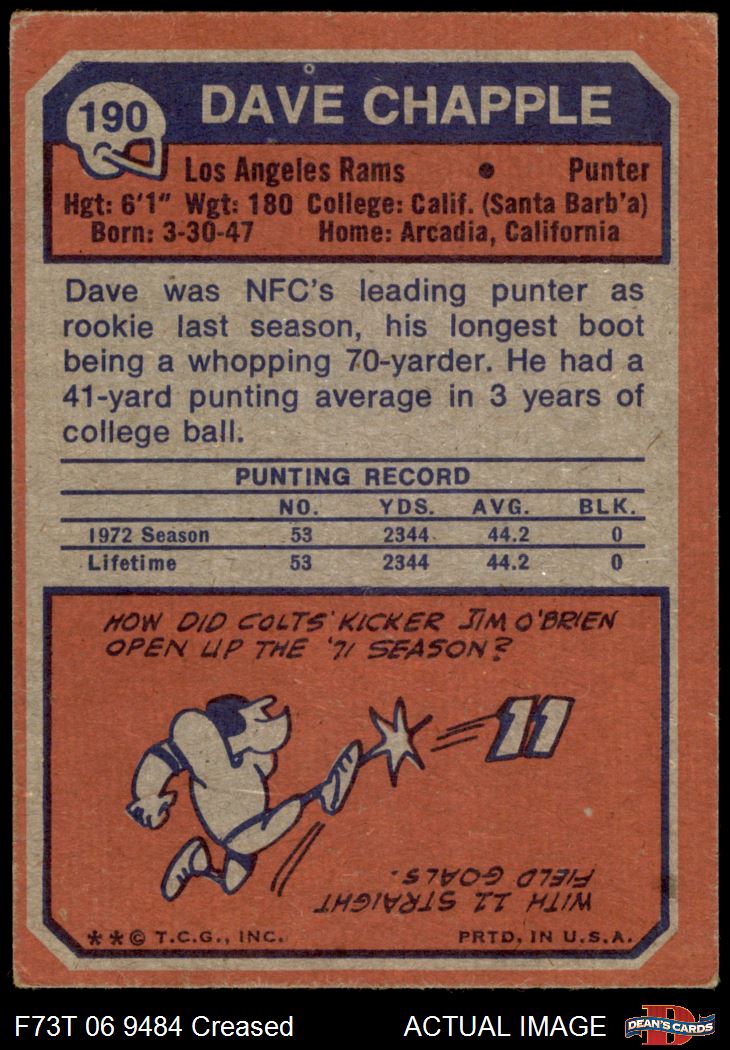 190
DAVE CHAPPLE
Los Angeles Rams • Punter
Hgt: 6'1" Wgt: 180 College: Calif. (Santa Barb'a)
Born: 3-30-47 Home: Arcadia, California
Dave was NFC's leading punter as
rookie last season, his longest boot
being a whopping 70-yarder. He had a
41-yard punting average in 3 years of
college ball.
PUNTING RECORD
NO. YDS. AVG. BLK.
1972 Season 53 2344 44.2 0
Lifetime 53 2344 44.2 0
HOW DID COLTS' KICKER JIM O'BRIEN
OPEN UP THE '71 SEASON?
11
WITH 11 STRAIGHT
FIELD GOALS.
**© T.C.G., INC. PRTD. IN U.S.A.
F73T 06 9484 Creased ACTUAL IMAGE
D
DEAN'S CARDS